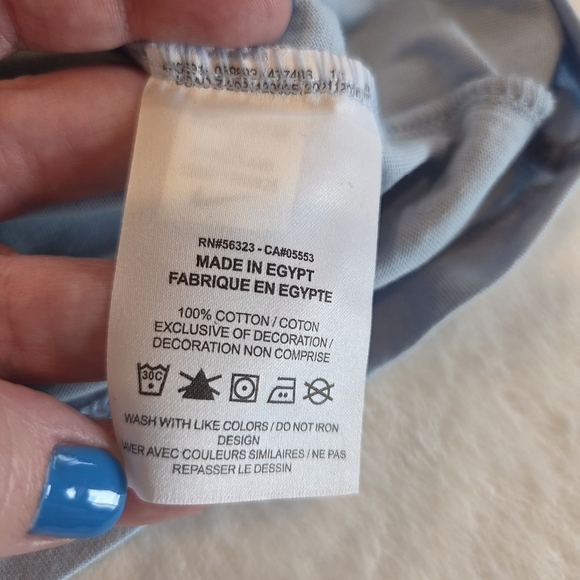 RN#56323 - CA#05553
MADE IN EGYPT
FABRIQUE EN EGYPTE
100% COTTON / COTON
EXCLUSIVE OF DECORATION /
DECORATION NON COMPRISE
30C
WASH WITH LIKE COLORS / DO NOT IRON
DESIGN
AVEC COULEURS SIMILAIRES / NE PAS
REPASSER LE DESSIN